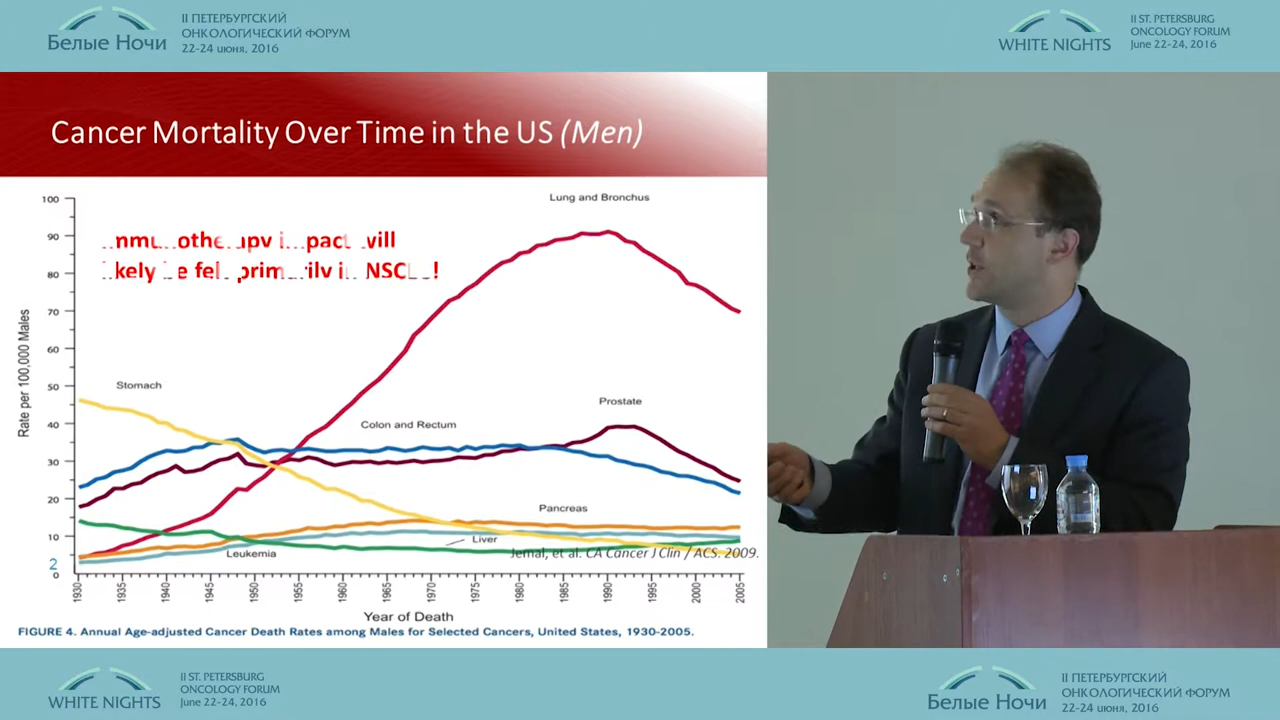 II ПЕТЕРБУРГСКИЙ
ОНКОЛОГИЧЕСКИЙ ФОРУМ
Белые Ночи
22-24 июня, 2016
II ST. PETERSBURG
ONCOLOGY FORUM
WHITE NIGHTS
June 22-24, 2016
Cancer Mortality Over Time in the US (Men)
Lung and Bronchus
will
be
Stomach
Prostate
Colon and Rectum
Pancreas
Liver
Leukemia
Jemal, et al. CA Cancer J Clin / ACS. 2009.
Rate per 100,000 Males
100
90
80
70
60
50
40
30
20
10
0
2
1930 1935 1940 1945 1950 1955 1960 1965 1970 1975 1980 1985 1990 1995 2000 2005
Year of Death
FIGURE 4. Annual Age-adjusted Cancer Death Rates among Males for Selected Cancers, United States, 1930-2005.
WHITE NIGHTS
II ST. PETERSBURG
ONCOLOGY FORUM
June 22-24, 2016
Белые Ночи
II ПЕТЕРБУРГСКИЙ
ОНКОЛОГИЧЕСКИЙ ФОРУМ
22-24 июня, 2016